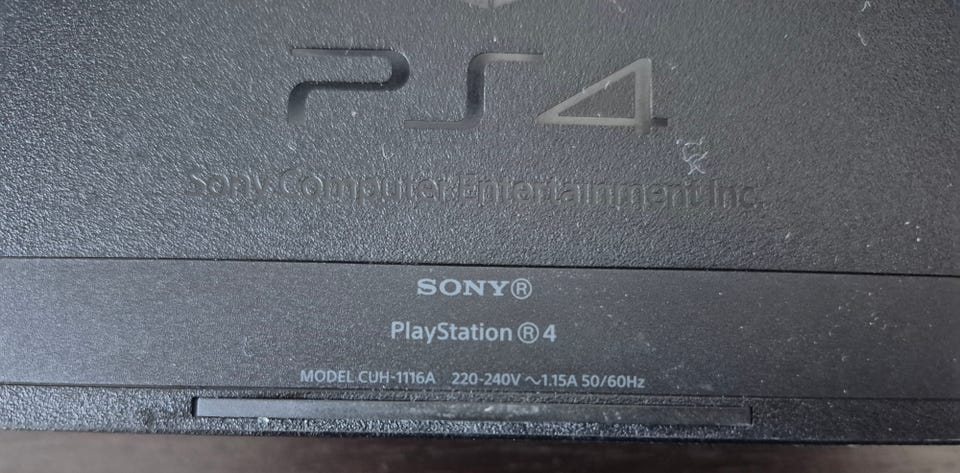 PS4
Sony Computer Entertainment Inc.
SONY®
PlayStation ® 4
MODEL CUH-1116A 220-240V ~1.15A 50/60Hz